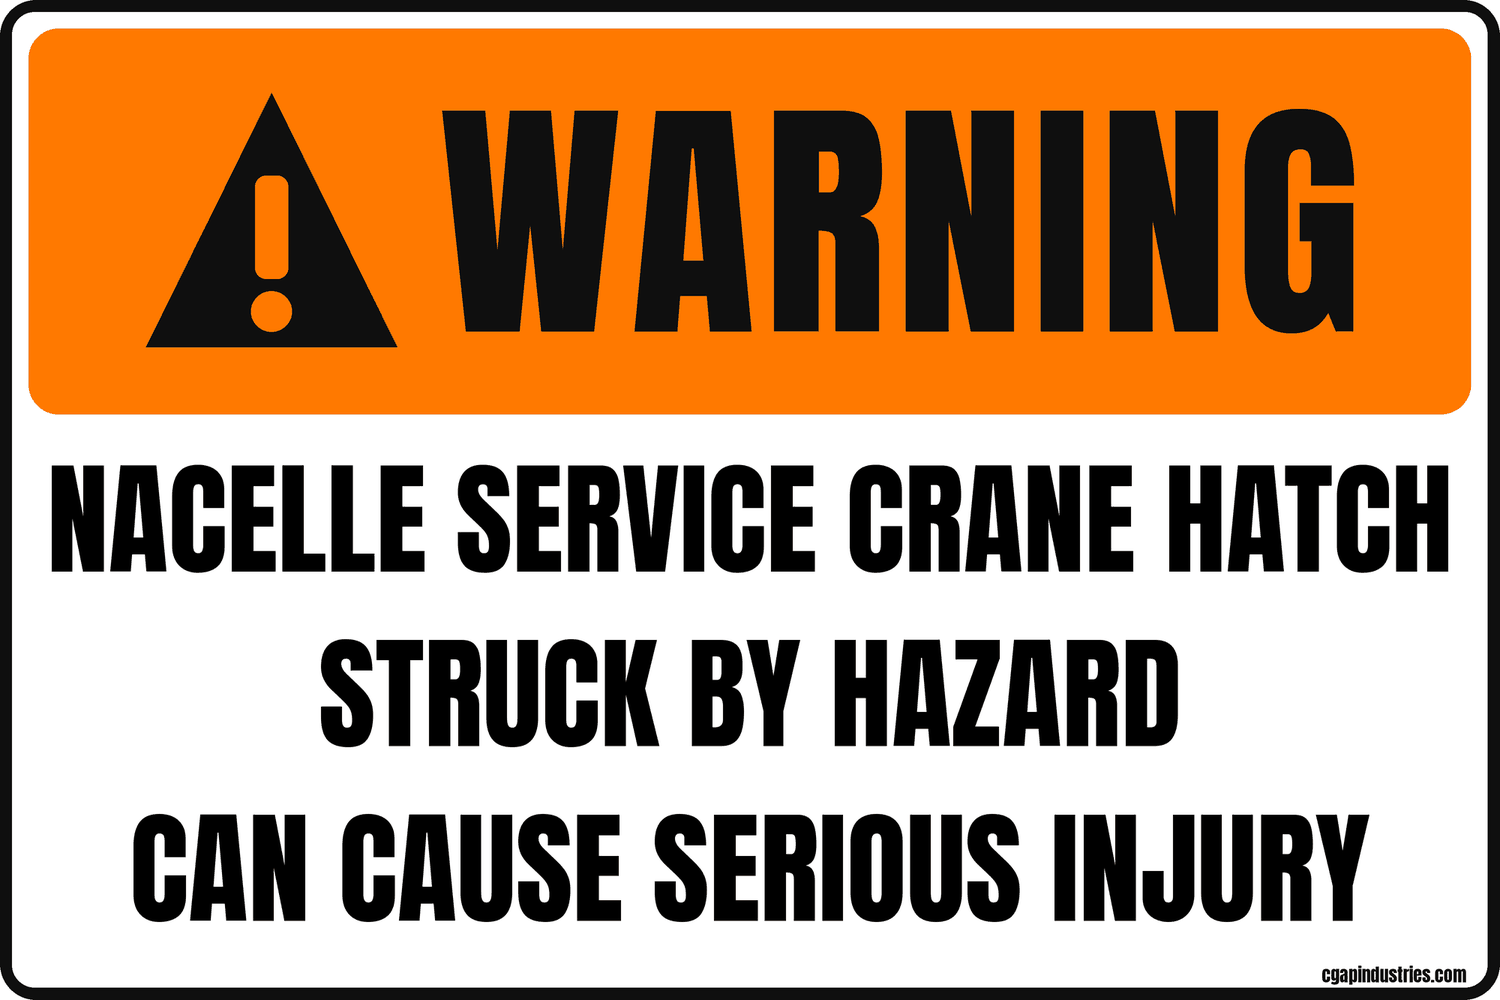 WARNING
NACELLE SERVICE CRANE HATCH
STRUCK BY HAZARD
CAN CAUSE SERIOUS INJURY
cgapindustries.com